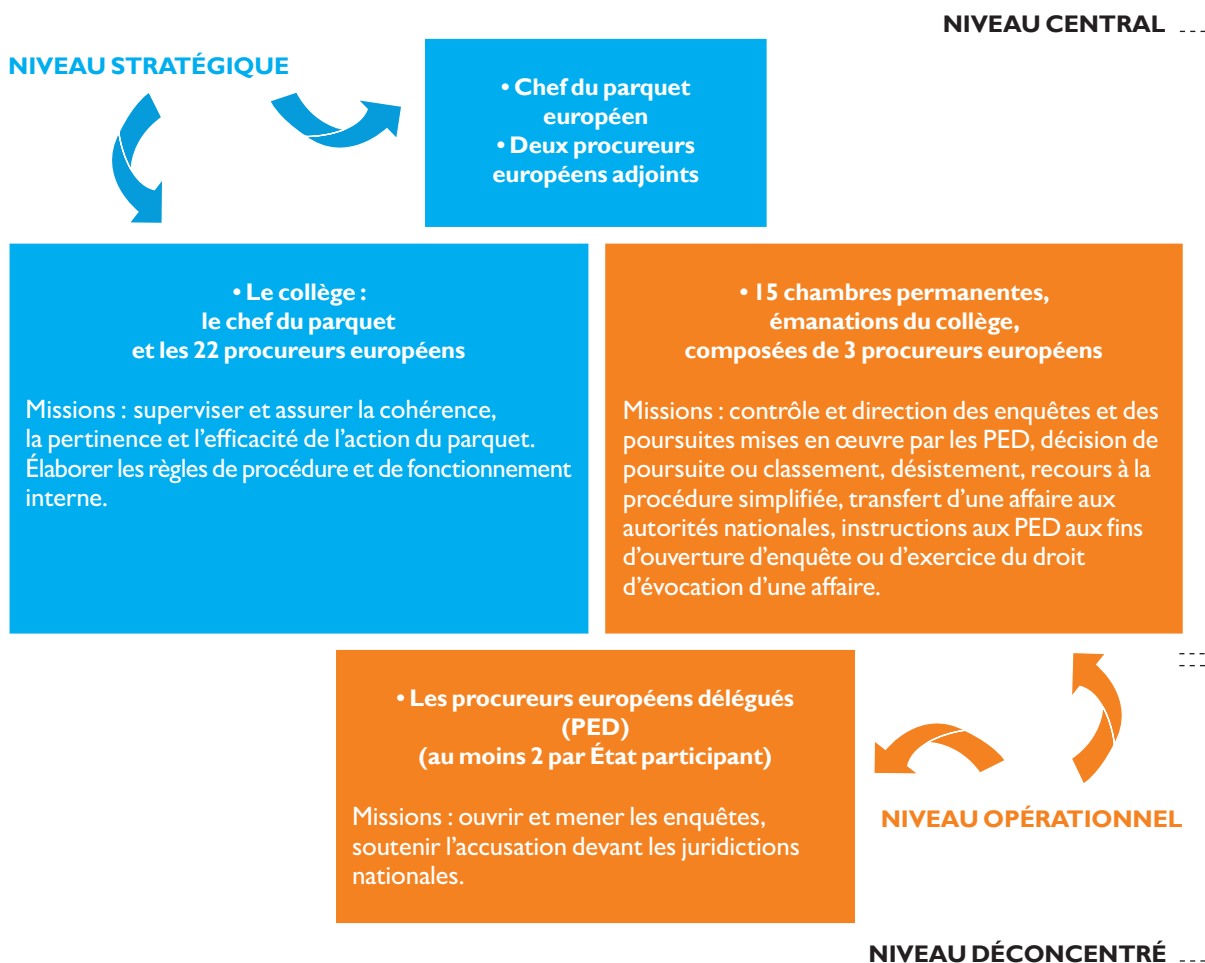 NIVEAU CENTRAL
NIVEAU STRATÉGIQUE
• Chef du parquet
européen
• Deux procureurs
européens adjoints
• Le collège :
le chef du parquet
et les 22 procureurs européens
Missions : superviser et assurer la cohérence,
la pertinence et l’efficacité de l’action du parquet.
Élaborer les règles de procédure et de fonctionnement
interne.
• 15 chambres permanentes,
émanations du collège,
composées de 3 procureurs européens
Missions : contrôle et direction des enquêtes et des
poursuites mises en œuvre par les PED, décision de
poursuite ou classement, désistement, recours à la
procédure simplifiée, transfert d’une affaire aux
autorités nationales, instructions aux PED aux fins
d’ouverture d’enquête ou d’exercice du droit
d’évocation d’une affaire.
• Les procureurs européens délégués
(PED)
(au moins 2 par État participant)
Missions : ouvrir et mener les enquêtes,
soutenir l’accusation devant les juridictions
nationales.
NIVEAU OPÉRATIONNEL
NIVEAU DÉCONCENTRÉ